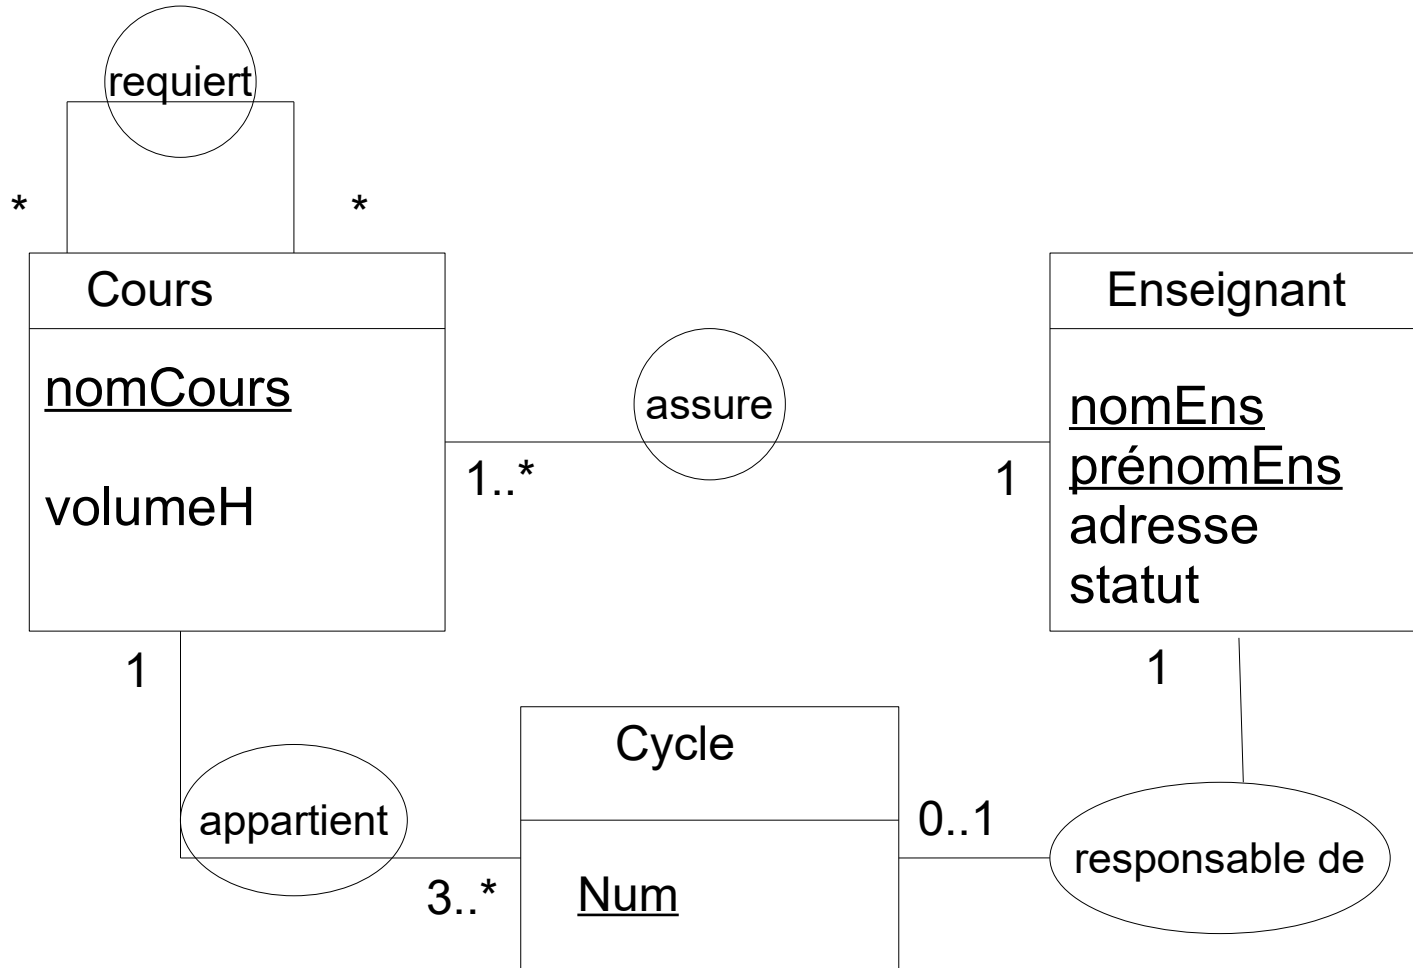 requiert
* *
Cours
Enseignant
nomCours
volumeH
assure
1..* 1
nomEns
prénomEns
adresse
statut
1
1
Cycle
appartient
0..1
responsable de
3..*
Num